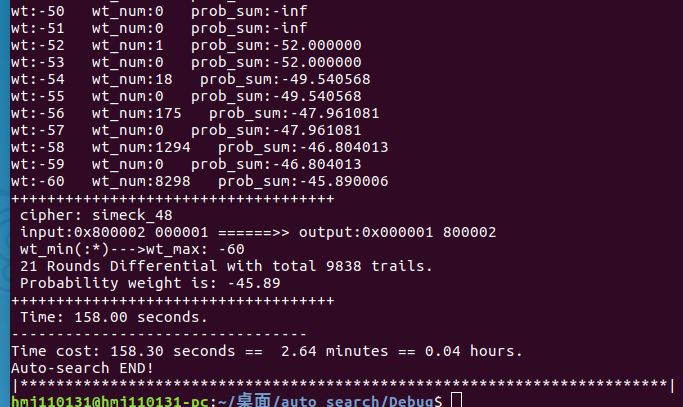 wt:-50 wt_num:0 prob_sum:-inf
wt:-51 wt_num:0 prob_sum:-inf
wt:-52 wt_num:1 prob_sum:-52.000000
wt:-53 wt_num:0 prob_sum:-52.000000
wt:-54 wt_num:18 prob_sum:-49.540568
wt:-55 wt_num:0 prob_sum:-49.540568
wt:-56 wt_num:175 prob_sum:-47.961081
wt:-57 wt_num:0 prob_sum:-47.961081
wt:-58 wt_num:1294 prob_sum:-46.804013
wt:-59 wt_num:0 prob_sum:-46.804013
wt:-60 wt_num:8298 prob_sum:-45.890006
++++++++++++++++++++++++++++++++++++
cipher: simeck_48
input:0x800002 000001 ======>> output:0x000001 800002
wt_min(:*)--->wt_max: -60
21 Rounds Differential with total 9838 trails.
Probability weight is: -45.89
++++++++++++++++++++++++++++++++++++
Time: 158.00 seconds.
---------------------------------
Time cost: 158.30 seconds == 2.64 minutes == 0.04 hours.
Auto-search END!
|************************************************************************|
hmj110131@hmj110131-pc:~/桌面/auto_search/Debug$